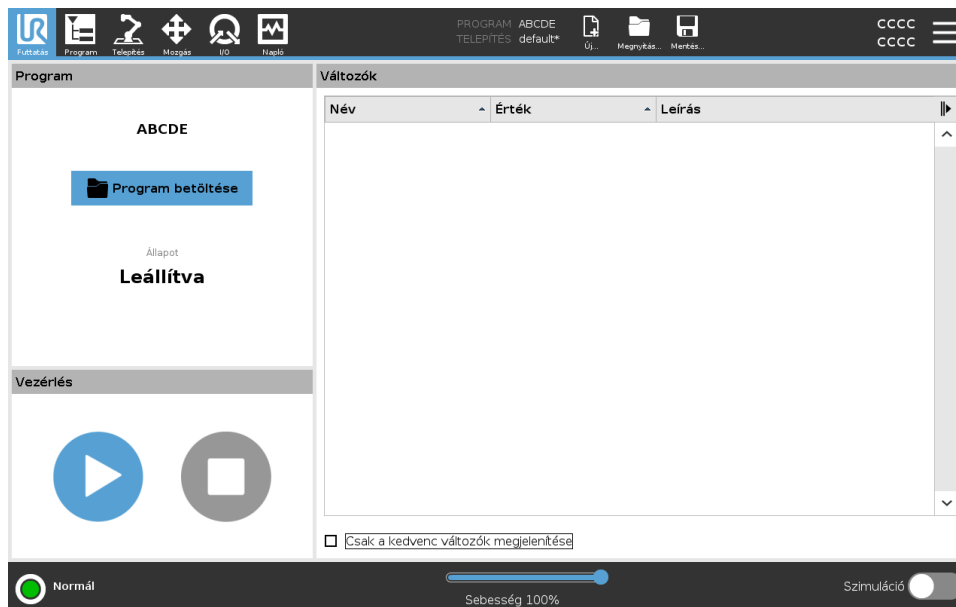 PROGRAM ABCDE
TELEPÍTÉS default*
CCCC
CCCC
Futtatás Program Telepítés Mozgás I/O Napló
Új... Megnyitás... Mentés...
Program
ABCDE
Program betöltése
Állapot
Leállítva
Vezérlés
Változók
Név Érték Leírás
Csak a kedvenc változók megjelenítése
Normál
Sebesség 100%
Szimuláció